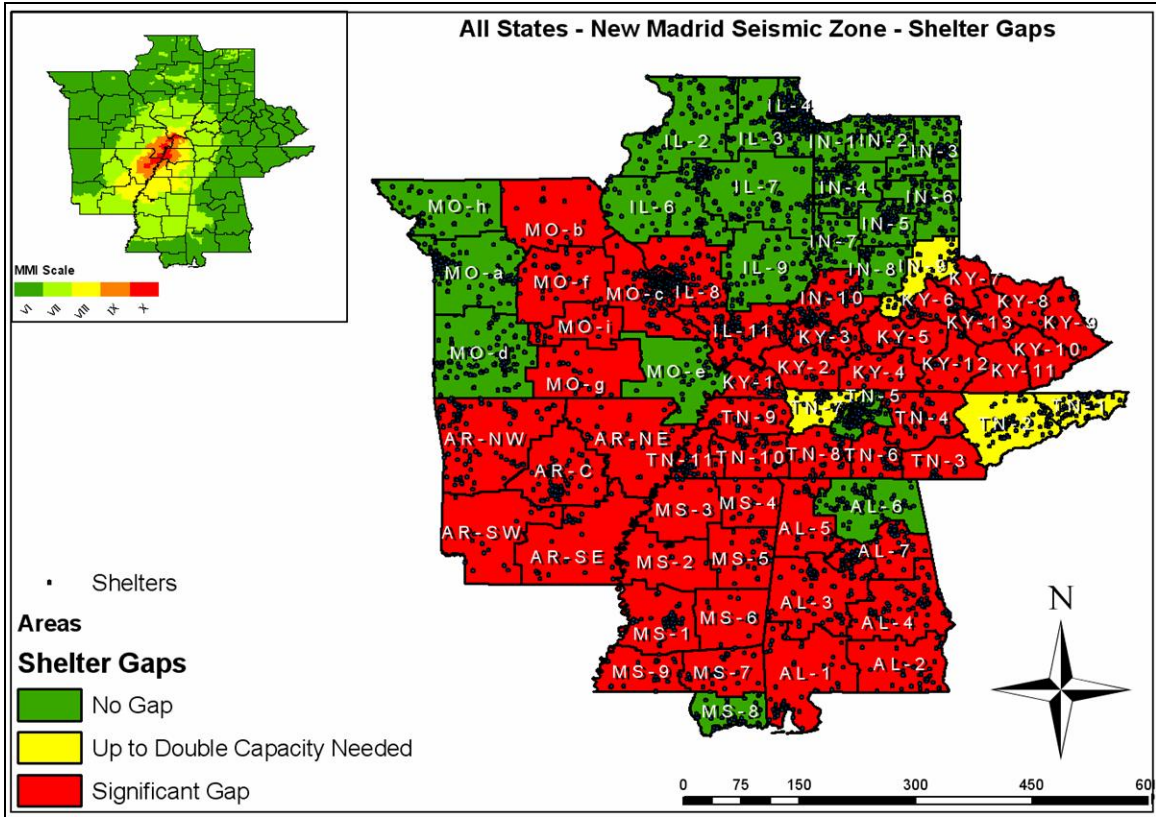 All States - New Madrid Seismic Zone - Shelter Gaps
MMI Scale
VI VII VIII IX X
IL-4
IL-2
IL-3
IN-1
IN-2
IN-3
MO-h
MO-b
IL-6
IL-7
IN-4
IN-6
IN-5
MO-a
MO-f
MO-c
IL-8
IL-9
IN-7
IN-8
IN-9
IN-10
KY-7
KY-6
KY-8
MO-i
IL-11
KY-3
KY-5
KY-13
KY-9
MO-d
MO-g
MO-e
KY-1
KY-2
KY-4
KY-12
KY-11
KY-10
AR-NW
AR-NE
TN-9
TN-7
TN-5
TN-4
TN-2
TN-1
AR-C
TN-11
TN-10
TN-8
TN-6
TN-3
AR-SW
AR-SE
MS-3
MS-4
AL-5
AL-6
MS-2
MS-5
AL-7
MS-1
MS-6
AL-3
AL-4
MS-9
MS-7
AL-1
AL-2
MS-8
Shelters
Areas
Shelter Gaps
No Gap
Up to Double Capacity Needed
Significant Gap
N
0 75 150 300 450